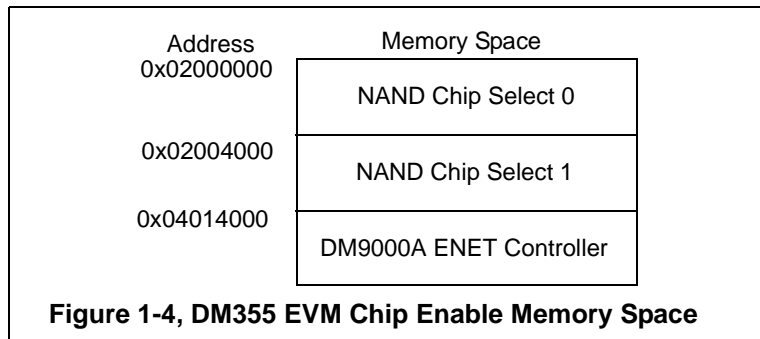 Address Memory Space
0x02000000
NAND Chip Select 0
0x02004000
NAND Chip Select 1
0x04014000
DM9000A ENET Controller
Figure 1-4, DM355 EVM Chip Enable Memory Space